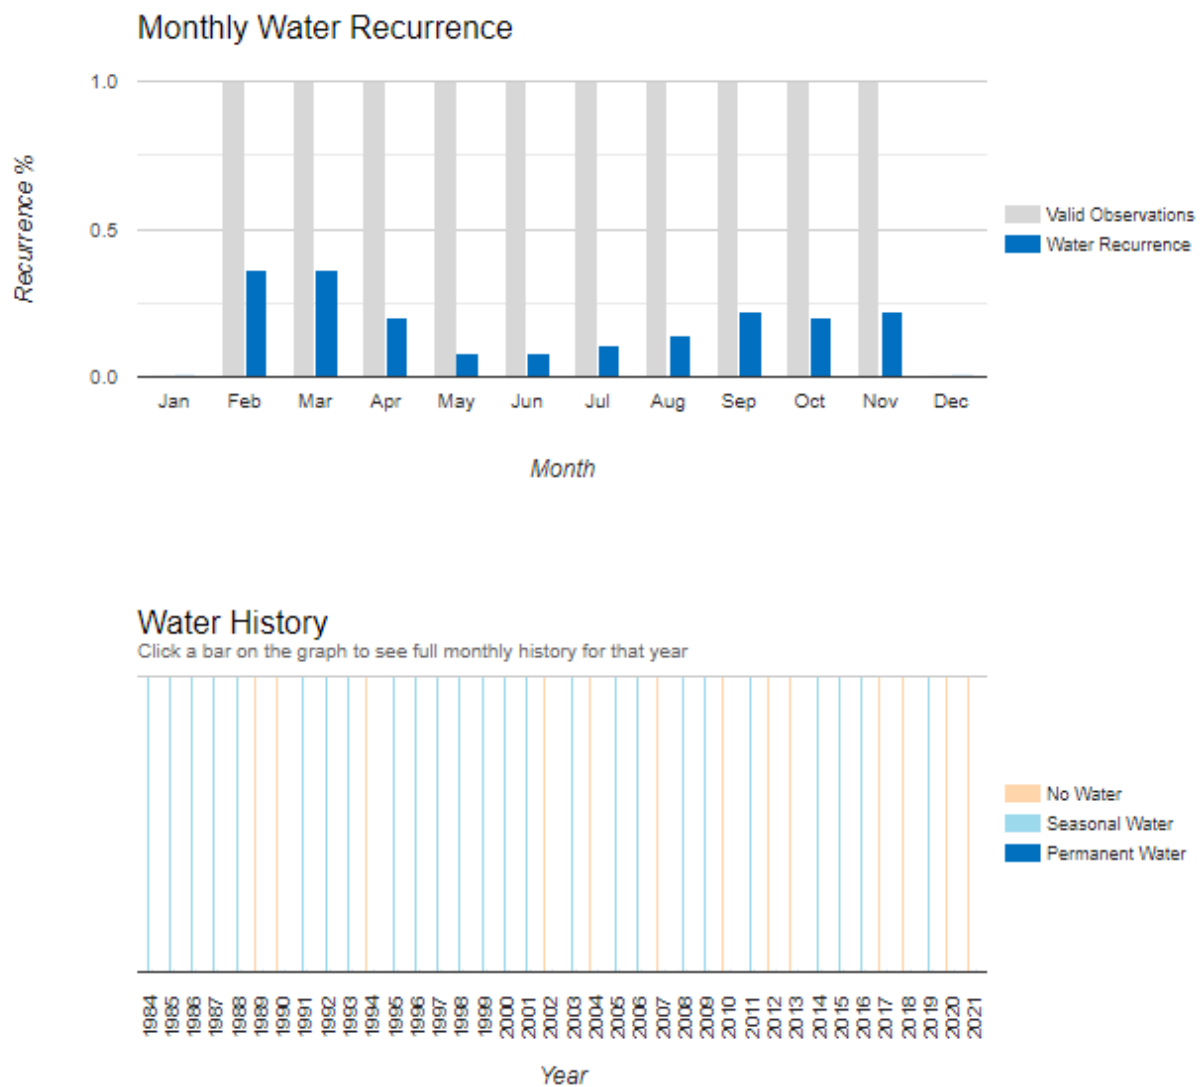 Monthly Water Recurrence
1.0
0.5
0.0
Recurrence %
Jan Feb Mar Apr May Jun Jul Aug Sep Oct Nov Dec
Month
Valid Observations
Water Recurrence
Water History
Click a bar on the graph to see full monthly history for that year
No Water
Seasonal Water
Permanent Water
1984 1985 1986 1987 1988 1989 1990 1991 1992 1993 1994 1995 1996 1997 1998 1999 2000 2001 2002 2003 2004 2005 2006 2007 2008 2009 2010 2011 2012 2013 2014 2015 2016 2017 2018 2019 2020 2021
Year